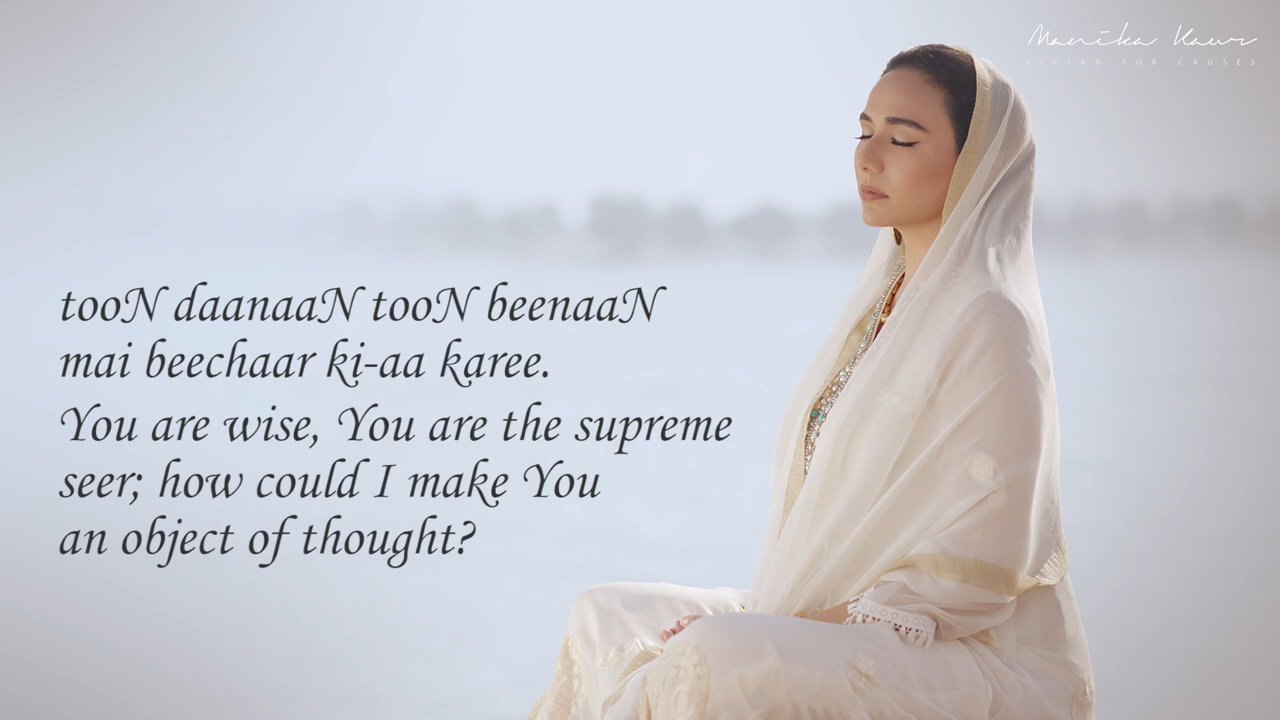 Manika Kaur
KIRTAN FOR CAUSES
tooN daanaaN tooN beenaaN
mai beechaar ki-aa karee.
You are wise, You are the supreme
seer; how could I make You
an object of thought?